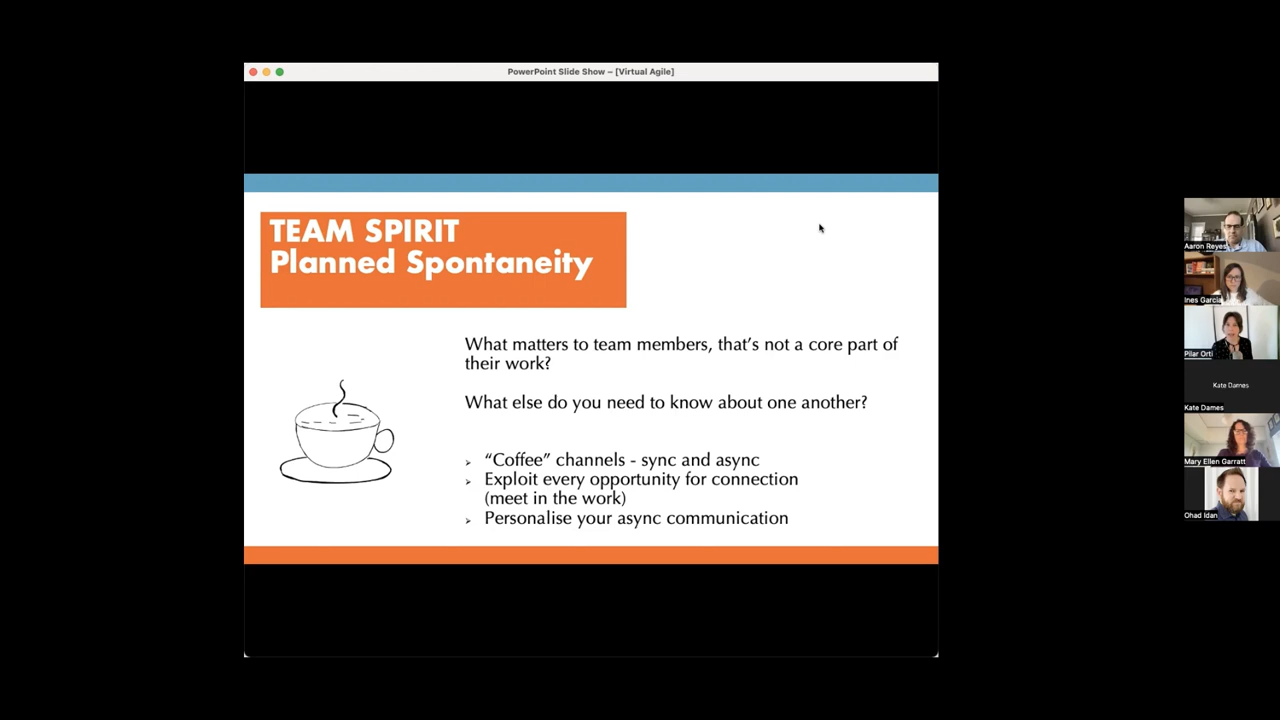 PowerPoint Slide Show – [Virtual Agile]
TEAM SPIRIT
Planned Spontaneity
What matters to team members, that’s not a core part of
their work?
What else do you need to know about one another?
“Coffee” channels - sync and async
Exploit every opportunity for connection
(meet in the work)
Personalise your async communication
Aaron Reyes
Ines Garcia
Pilar Orti
Kate Dames
Kate Dames
Mary Ellen Garratt
Ohad Idan